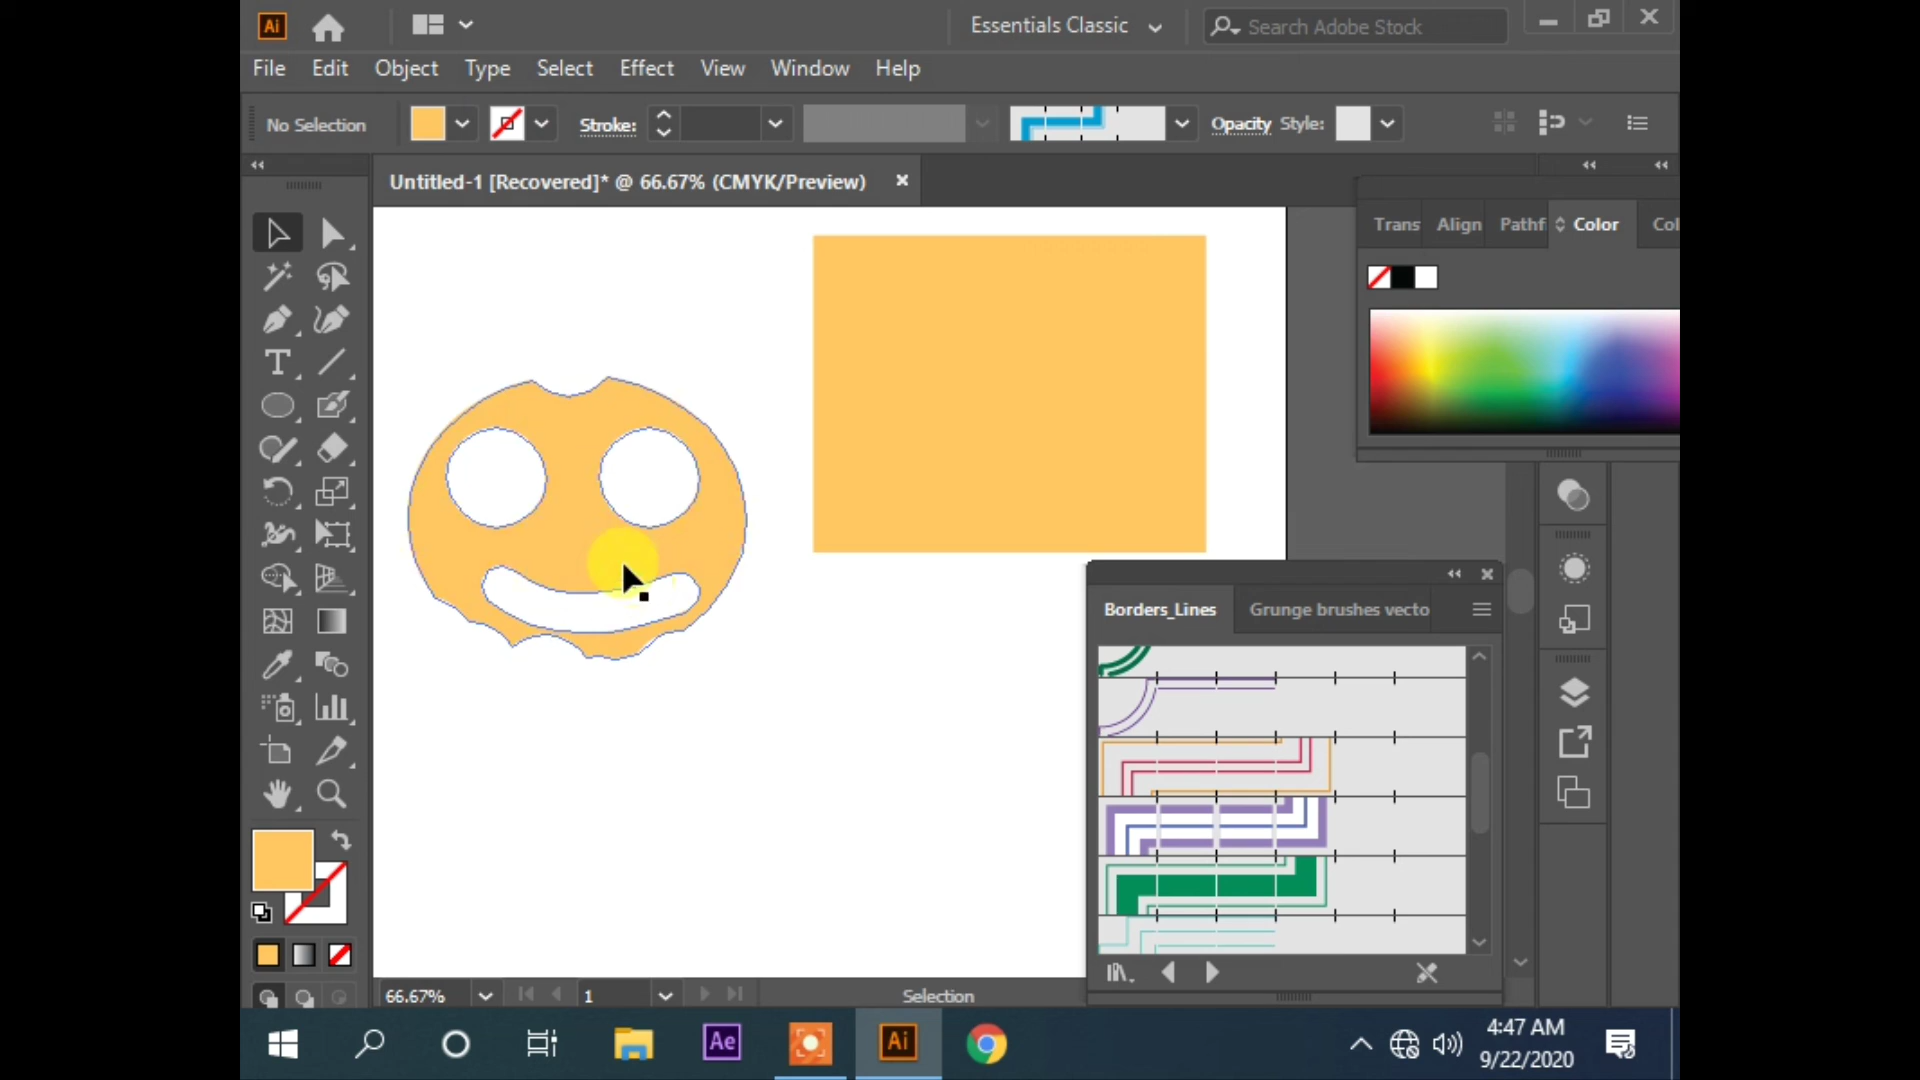 Ai
Essentials Classic
Search Adobe Stock
File Edit Object Type Select Effect View Window Help
No Selection
Stroke:
Opacity Style:
Untitled-1 [Recovered]* @ 66.67% (CMYK/Preview)
Trans Align Pathf Color Col
T
Borders_Lines Grunge brushes vecto
66.67%
1
Selection
Ae
Ai
4:47 AM
9/22/2020